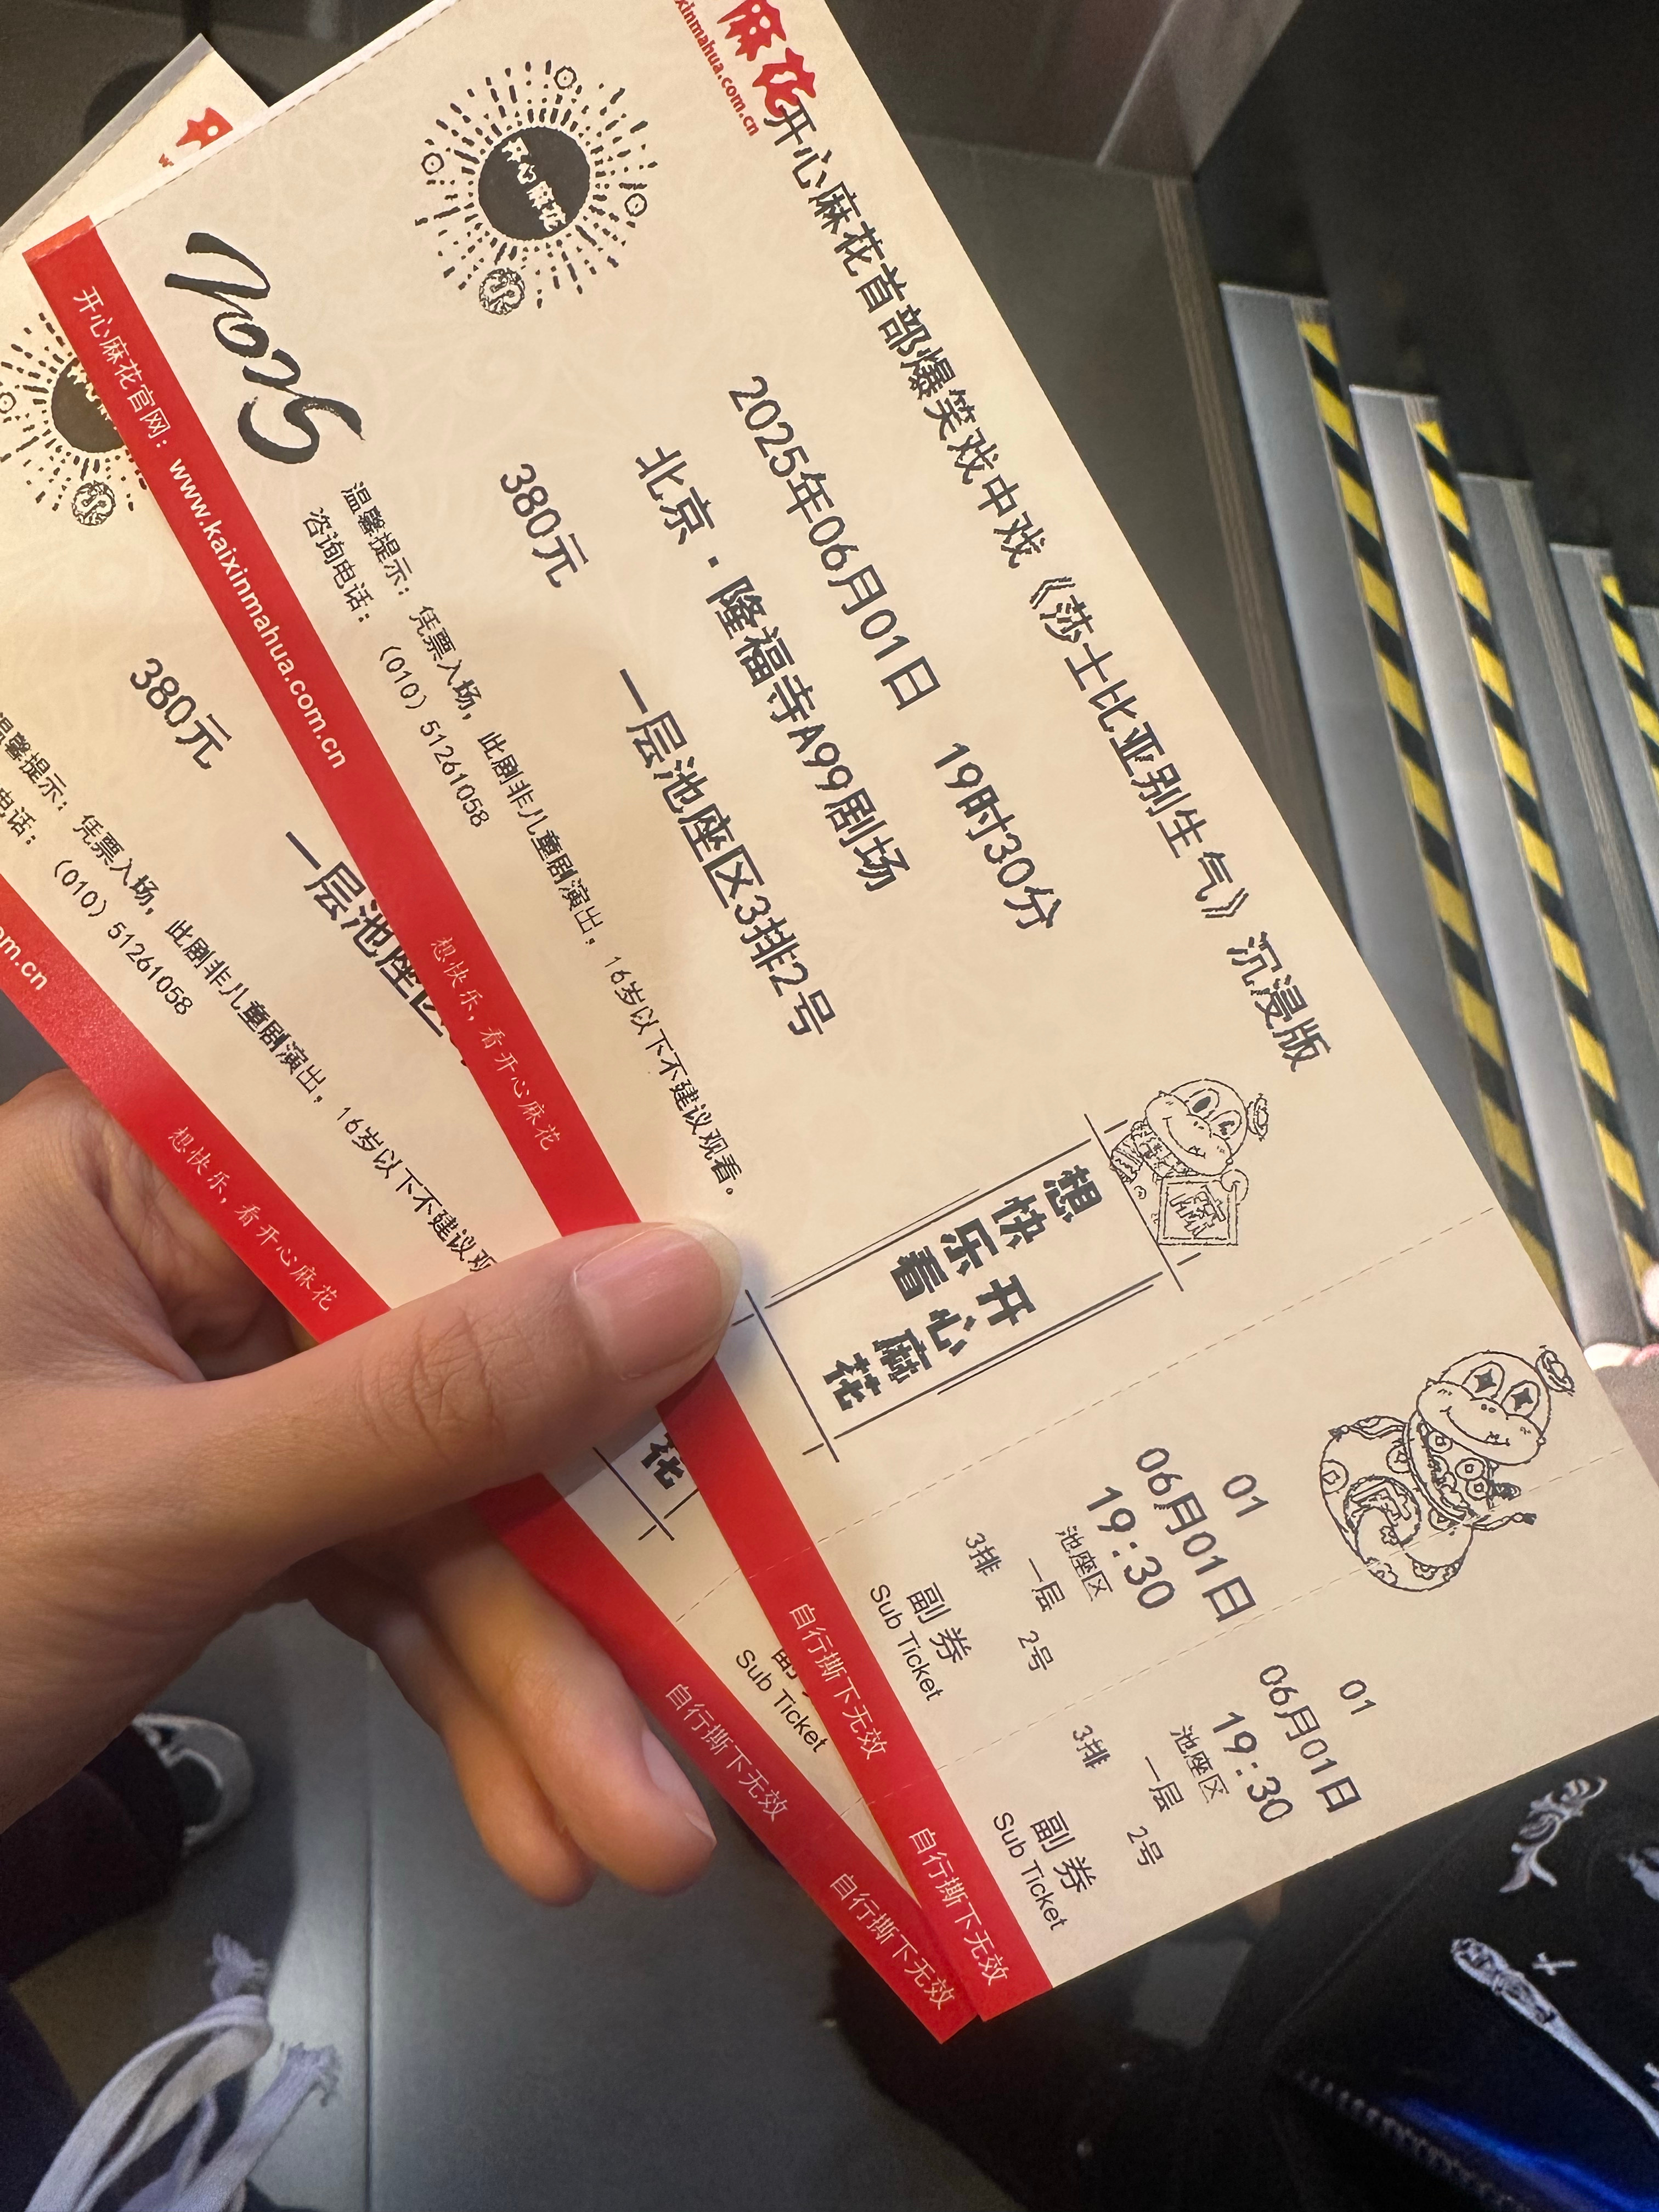 麻花
kaixinmahua.com.cn
开心麻花首部爆笑戏中戏《莎士比亚别生气》沉浸版
2025年06月01日 19时30分
北京·隆福寺A99剧场
380元 一层池座区3排2号
温馨提示：凭票入场，此剧非儿童剧演出，16岁以下不建议观看。
咨询电话：（010）51261058
开心麻花
想快乐看
开心麻花
麻
01
06月01日
19:30
池座区
一层
3排 2号
副券
Sub Ticket
01
06月01日
19:30
池座区
一层
3排 2号
副券
Sub Ticket
开心麻花官网：www.kaixinmahua.com.cn 想快乐，看开心麻花 自行撕下无效 自行撕下无效
380元 一层池座区
温馨提示：凭票入场，此剧非儿童剧演出，16岁以下不建议观
电话：（010）51261058
花
副
Sub Ticket
om.cn 想快乐，看开心麻花 自行撕下无效 自行撕下无效